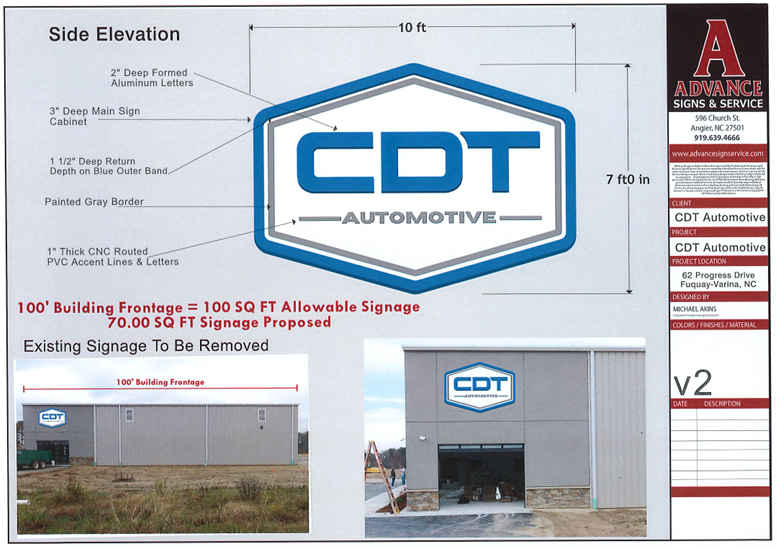 Side Elevation
10 ft
2" Deep Formed
Aluminum Letters
3" Deep Main Sign
Cabinet
1 1/2" Deep Return
Depth on Blue Outer Band
Painted Gray Border
1" Thick CNC Routed
PVC Accent Lines & Letters
CDT
AUTOMOTIVE
7 ft0 in
100' Building Frontage = 100 SQ FT Allowable Signage
70.00 SQ FT Signage Proposed
Existing Signage To Be Removed
100' Building Frontage
CDT
CDT
AUTOMOTIVE
A
ADVANCE
SIGNS & SERVICE
596 Church St.
Angier, NC 27501
919.639.4666
www.advancesignservice.com
CLIENT
CDT Automotive
PROJECT
CDT Automotive
PROJECT LOCATION
62 Progress Drive
Fuquay-Varina, NC
DESIGNED BY
MICHAEL AKINS
COLORS / FINISHES / MATERIAL
v2
DATE DESCRIPTION